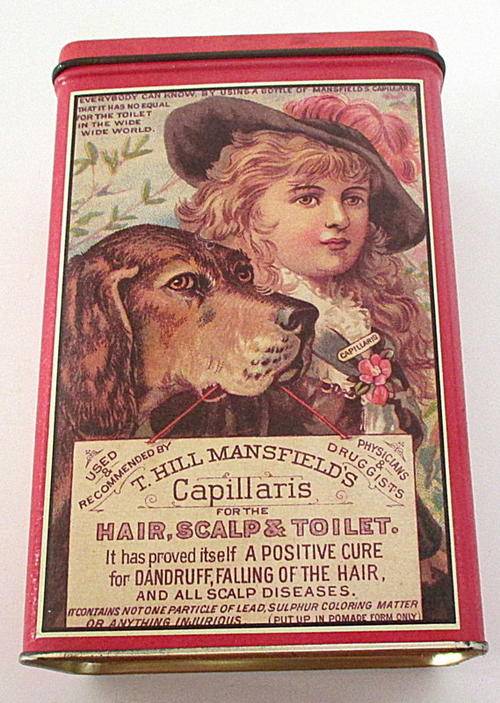 EVERYBODY CAN KNOW, BY USING A BOTTLE OF MANSFIELD'S CAPILLARIS
THAT IT HAS NO EQUAL
FOR THE TOILET
IN THE WIDE
WIDE WORLD.
CAPILLARIS
USED
&
RECOMMENDED BY
PHYSICIANS
&
DRUGGISTS
T. HILL MANSFIELD'S
Capillaris
FOR THE
HAIR, SCALP & TOILET.
It has proved itself A POSITIVE CURE
for DANDRUFF, FALLING OF THE HAIR,
AND ALL SCALP DISEASES.
IT CONTAINS NOT ONE PARTICLE OF LEAD, SULPHUR COLORING MATTER
OR ANYTHING INJURIOUS (PUT UP IN POMADE FORM ONLY)